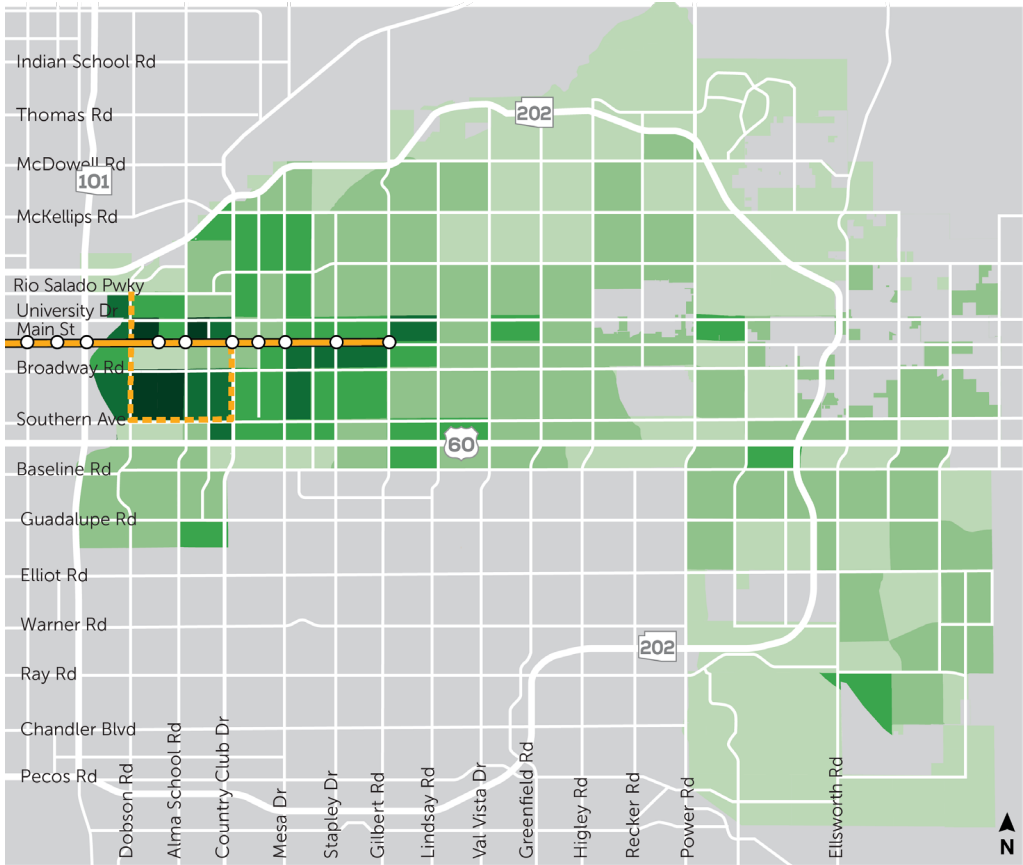 Indian School Rd
Thomas Rd
202
McDowell Rd
101
McKellips Rd
Rio Salado Pwky
University Dr
Main St
Broadway Rd
Southern Ave
60
Baseline Rd
Guadalupe Rd
Elliot Rd
Warner Rd
202
Ray Rd
Chandler Blvd
Pecos Rd
Dobson Rd
Alma School Rd
Country Club Dr
Mesa Dr
Stapley Dr
Gilbert Rd
Lindsay Rd
Val Vista Dr
Greenfield Rd
Higley Rd
Recker Rd
Power Rd
Ellsworth Rd
N